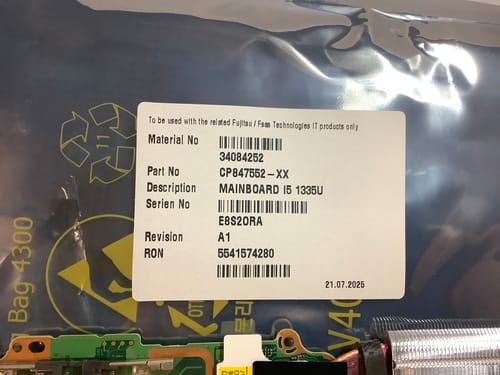 To be used with the related Fujitsu / Fsas Technologies IT products only
Material No
34084252
Part No CP847552-XX
Description MAINBOARD I5 1335U
Serien No
E8S20RA
Revision A1
RON 5541574280
21.07.2025
Bag 4300